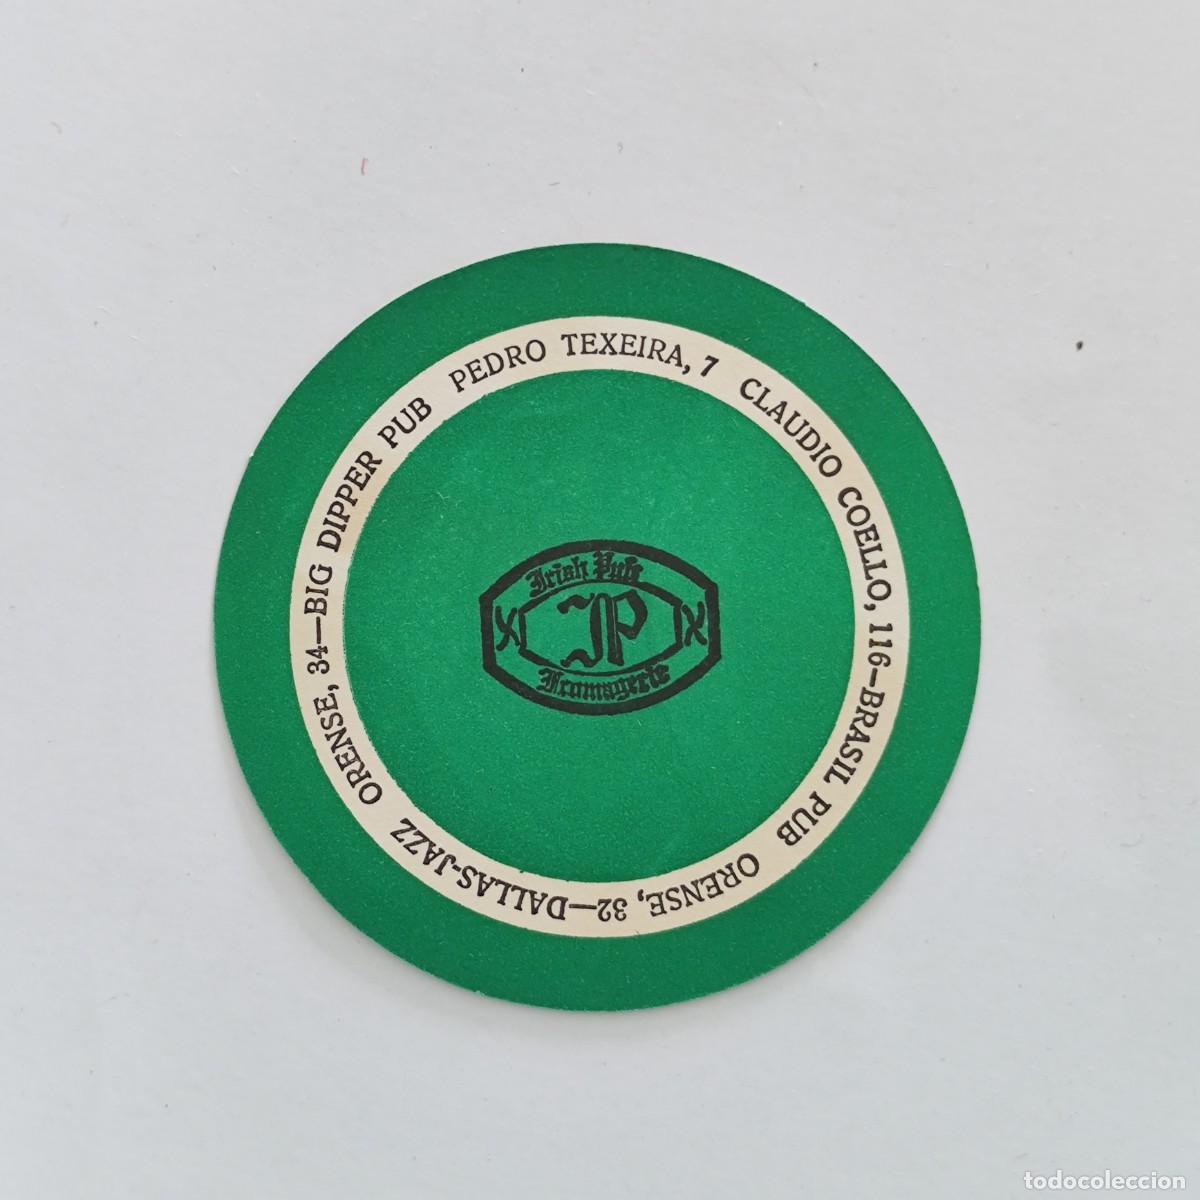 PEDRO TEXEIRA, 7 CLAUDIO COELLO, 116-BRASIL PUB ORENSE, 32—DALLAS-JAZZ ORENSE, 34—BIG DIPPER PUB
Irish Pub
IP
Fromagerie
todocoleccion